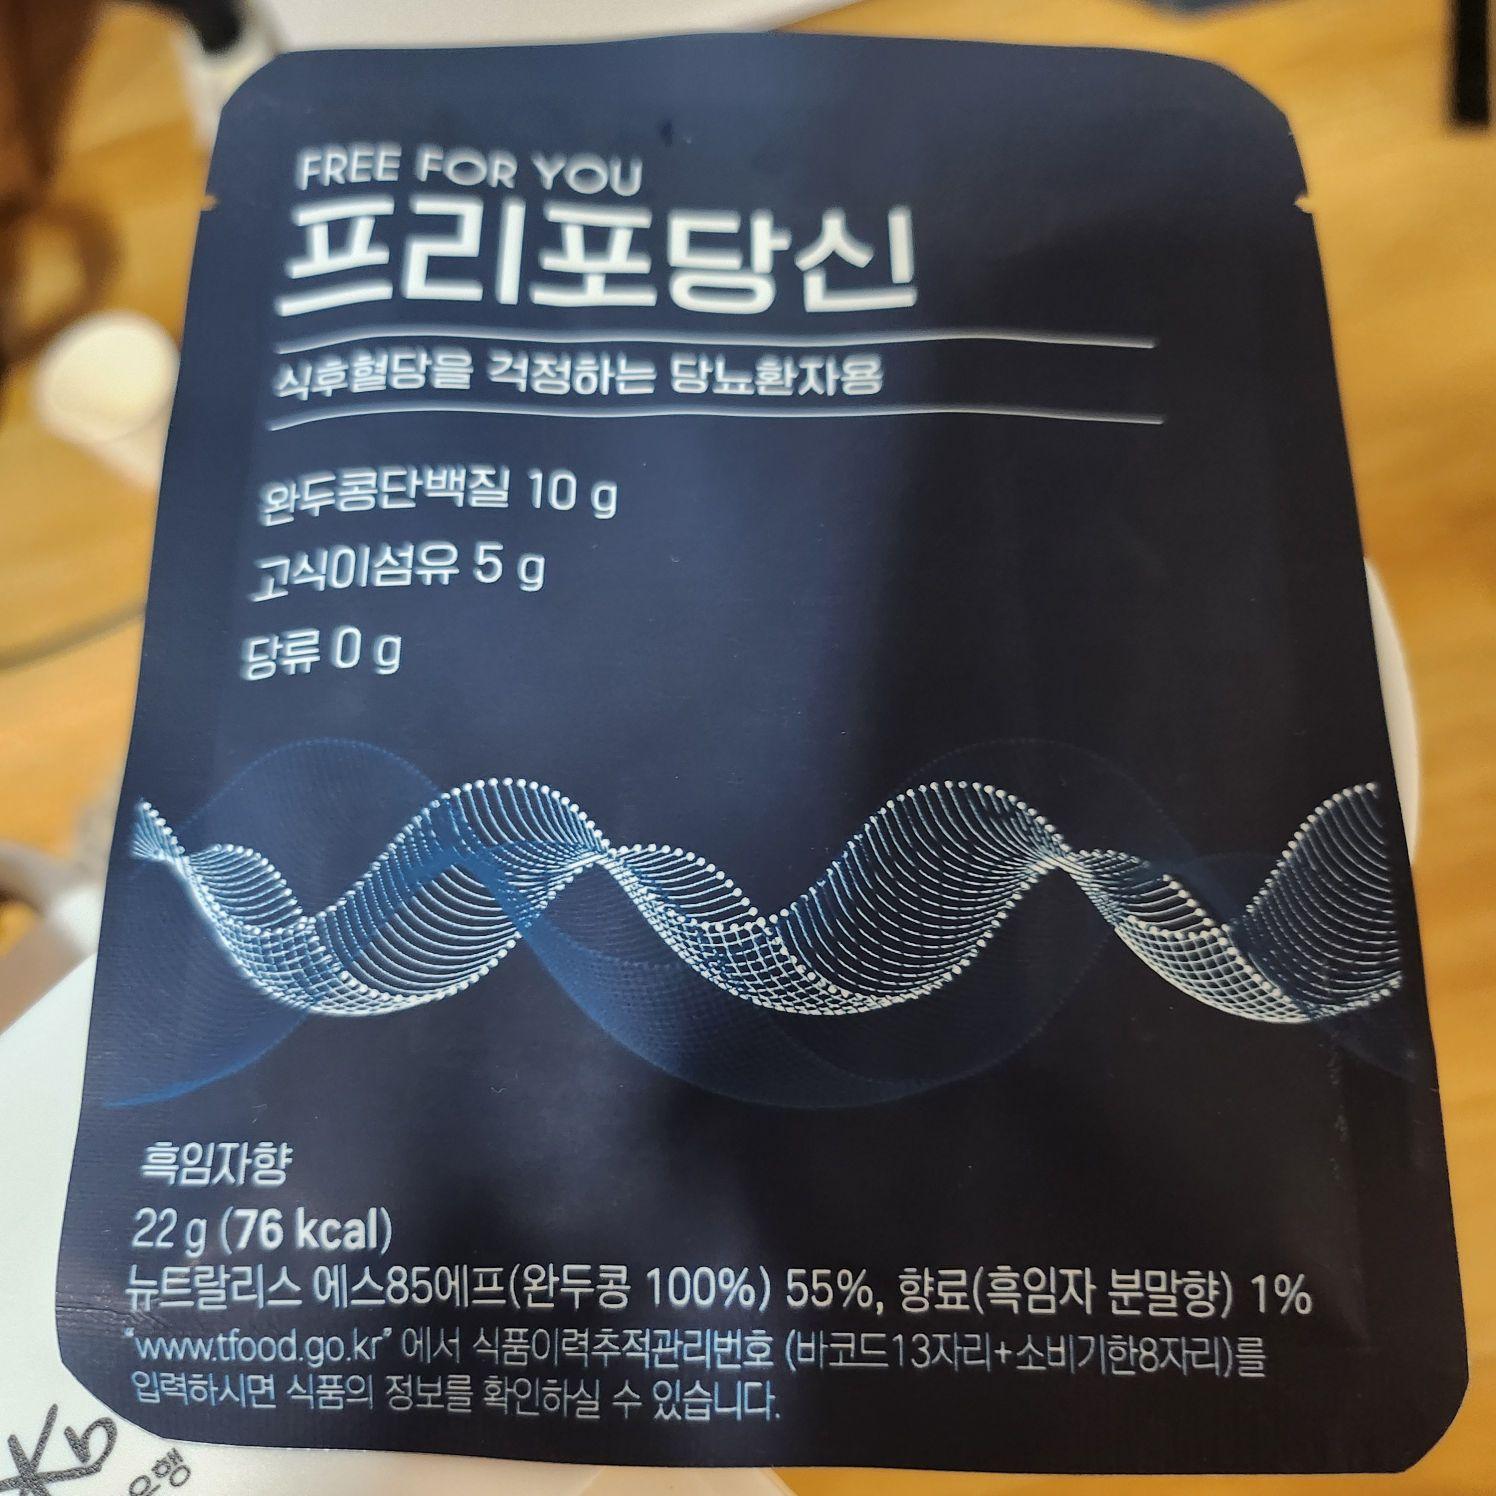 FREE FOR YOU
프리포당신
식후혈당을 걱정하는 당뇨환자용
완두콩단백질 10 g
고식이섬유 5 g
당류 0 g
흑임자향
22 g (76 kcal)
뉴트랄리스 에스85에프(완두콩 100%) 55%, 향료(흑임자 분말향) 1%
“www.tfood.go.kr” 에서 식품이력추적관리번호 (바코드13자리+소비기한8자리)를
입력하시면 식품의 정보를 확인하실 수 있습니다.
은행